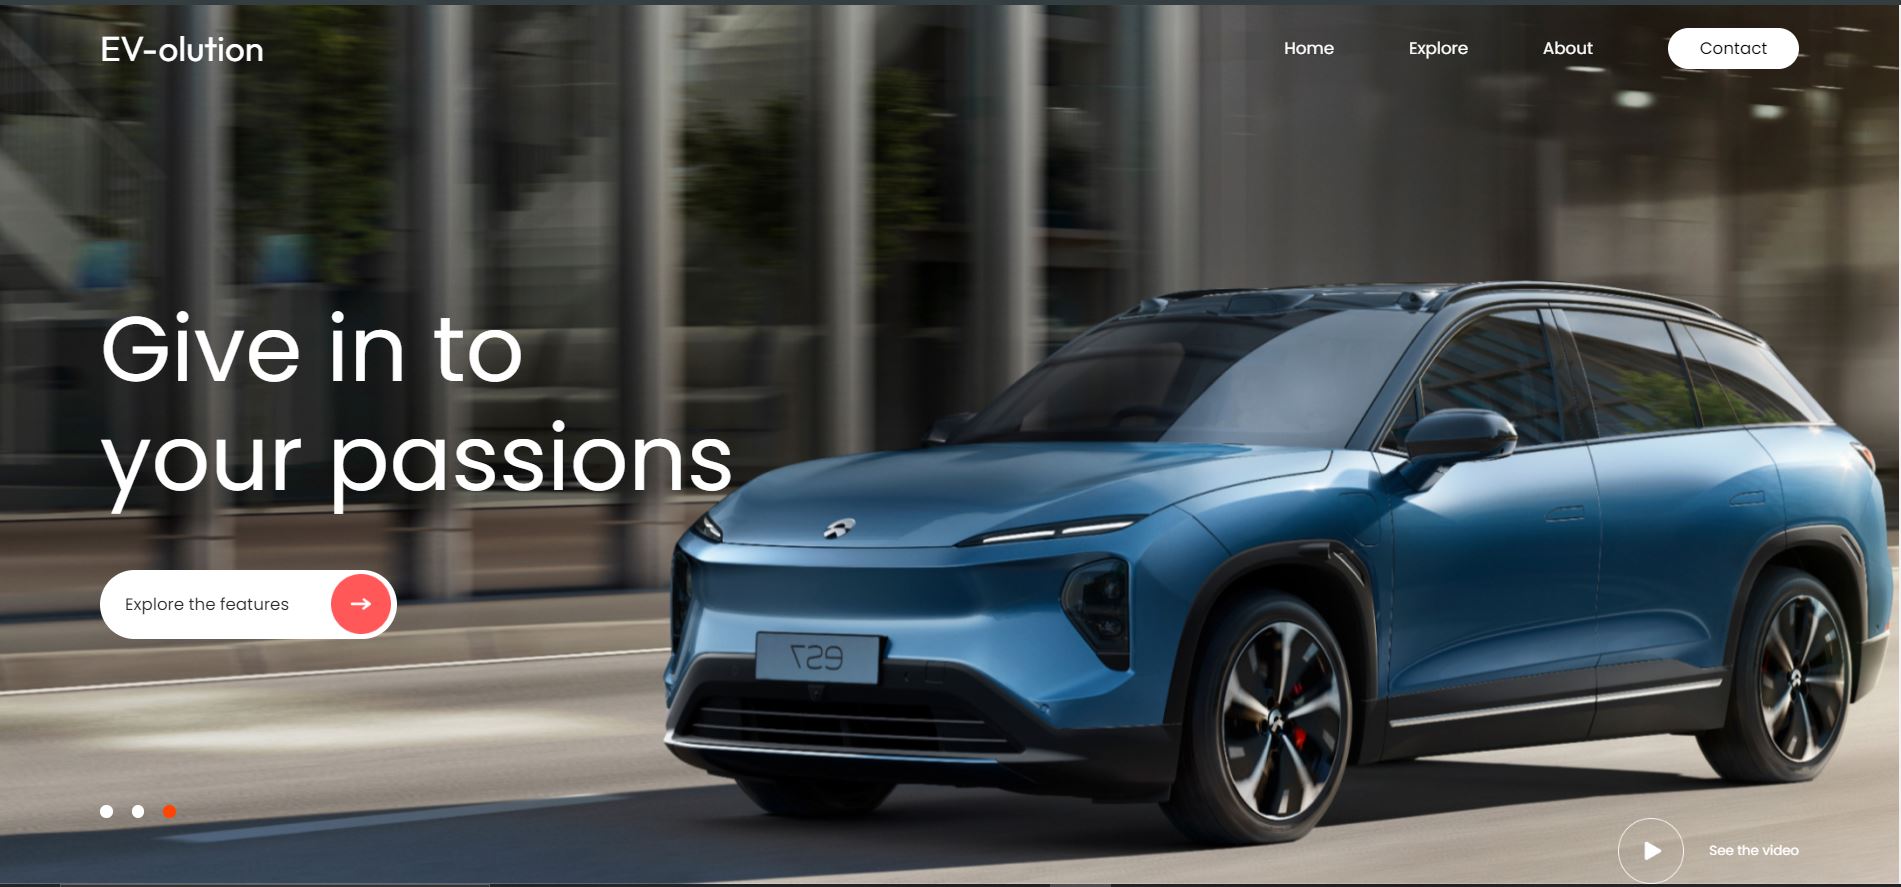 EV-olution
Home
Explore
About
Contact
Give in to
your passions
Explore the features
ES7
See the video